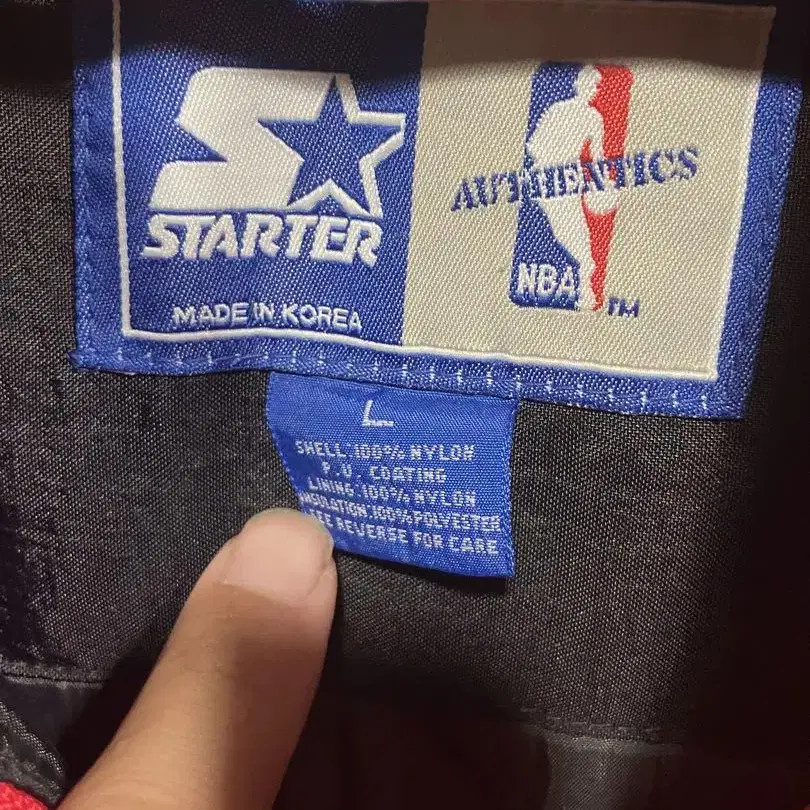 STARTER
MADE IN KOREA
AUTHENTICS
NBA
TM
L
SHELL 100% NYLON
P.U. COATING
LINING 100% NYLON
INSULATION 100% POLYESTER
REVERSE FOR CARE